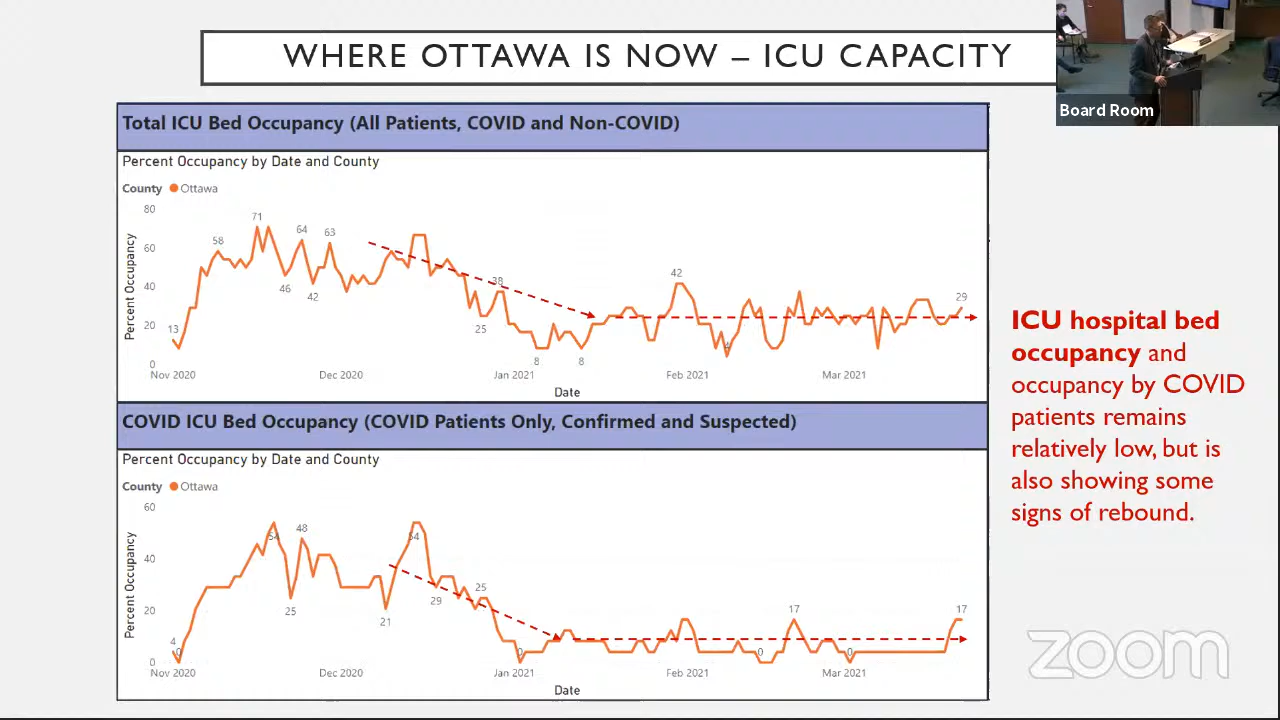 WHERE OTTAWA IS NOW – ICU CAPACITY
Board Room
Total ICU Bed Occupancy (All Patients, COVID and Non-COVID)
Percent Occupancy by Date and County
County Ottawa
Percent Occupancy
80
60
40
20
0
13
58
71
46
64
42
63
25
38
8
8
42
4
29
Nov 2020
Dec 2020
Jan 2021
Feb 2021
Mar 2021
Date
COVID ICU Bed Occupancy (COVID Patients Only, Confirmed and Suspected)
Percent Occupancy by Date and County
County Ottawa
Percent Occupancy
60
40
20
0
4
0
54
25
48
21
54
29
25
0
0
17
0
17
Nov 2020
Dec 2020
Jan 2021
Feb 2021
Mar 2021
Date
ICU hospital bed
occupancy and
occupancy by COVID
patients remains
relatively low, but is
also showing some
signs of rebound.
zoom